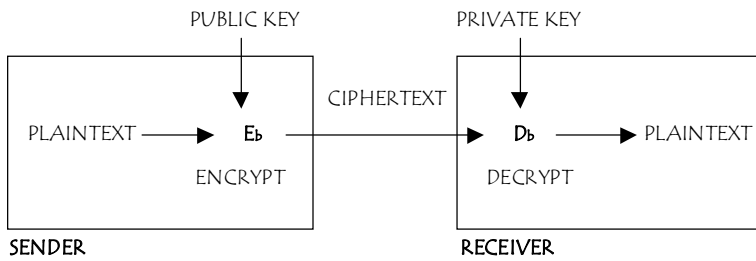 PUBLIC KEY
PRIVATE KEY
CIPHERTEXT
PLAINTEXT
Eb
Db
PLAINTEXT
ENCRYPT
DECRYPT
SENDER
RECEIVER